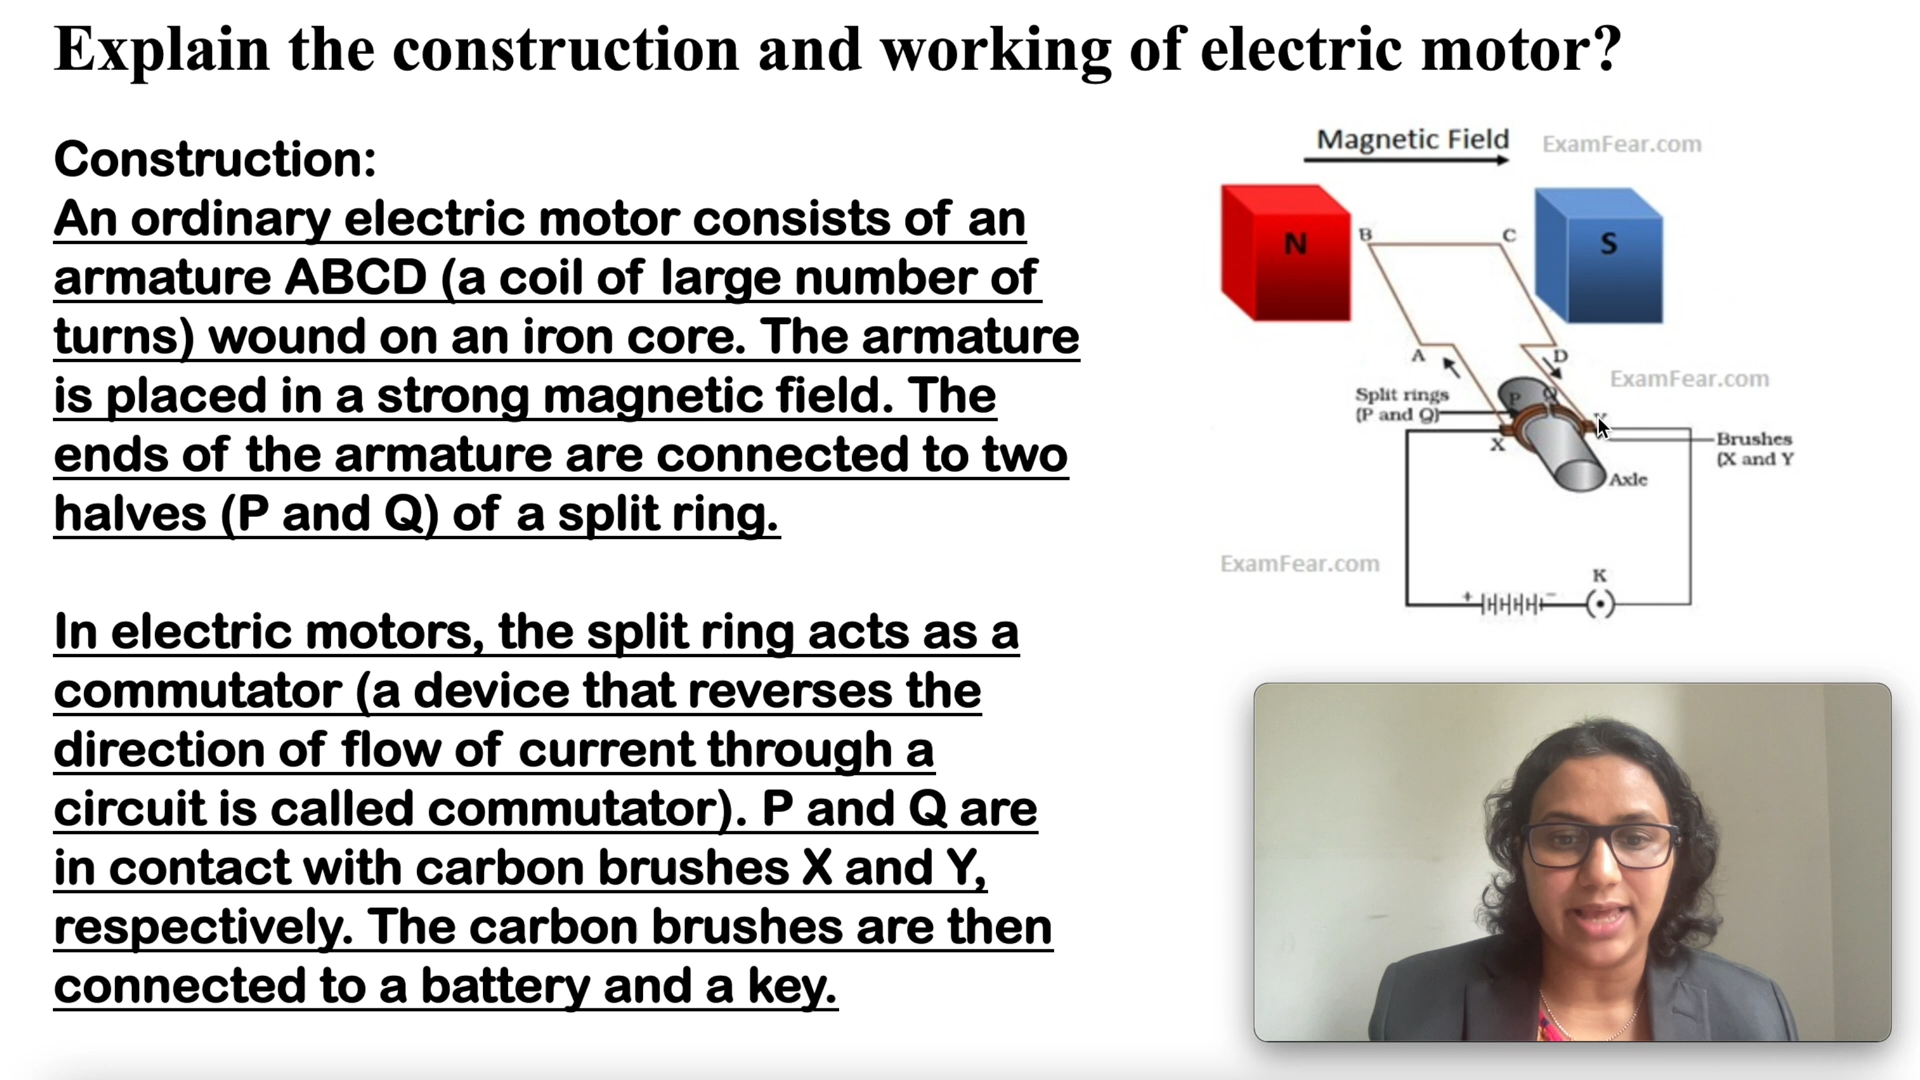 Explain the construction and working of electric motor?
Construction:
An ordinary electric motor consists of an
armature ABCD (a coil of large number of
turns) wound on an iron core. The armature
is placed in a strong magnetic field. The
ends of the armature are connected to two
halves (P and Q) of a split ring.
In electric motors, the split ring acts as a
commutator (a device that reverses the
direction of flow of current through a
circuit is called commutator). P and Q are
in contact with carbon brushes X and Y,
respectively. The carbon brushes are then
connected to a battery and a key.
Magnetic Field
ExamFear.com
N
S
B
C
A
D
ExamFear.com
Split rings
(P and Q)
P
Q
X
Brushes
(X and Y
Axle
ExamFear.com
K
+
−